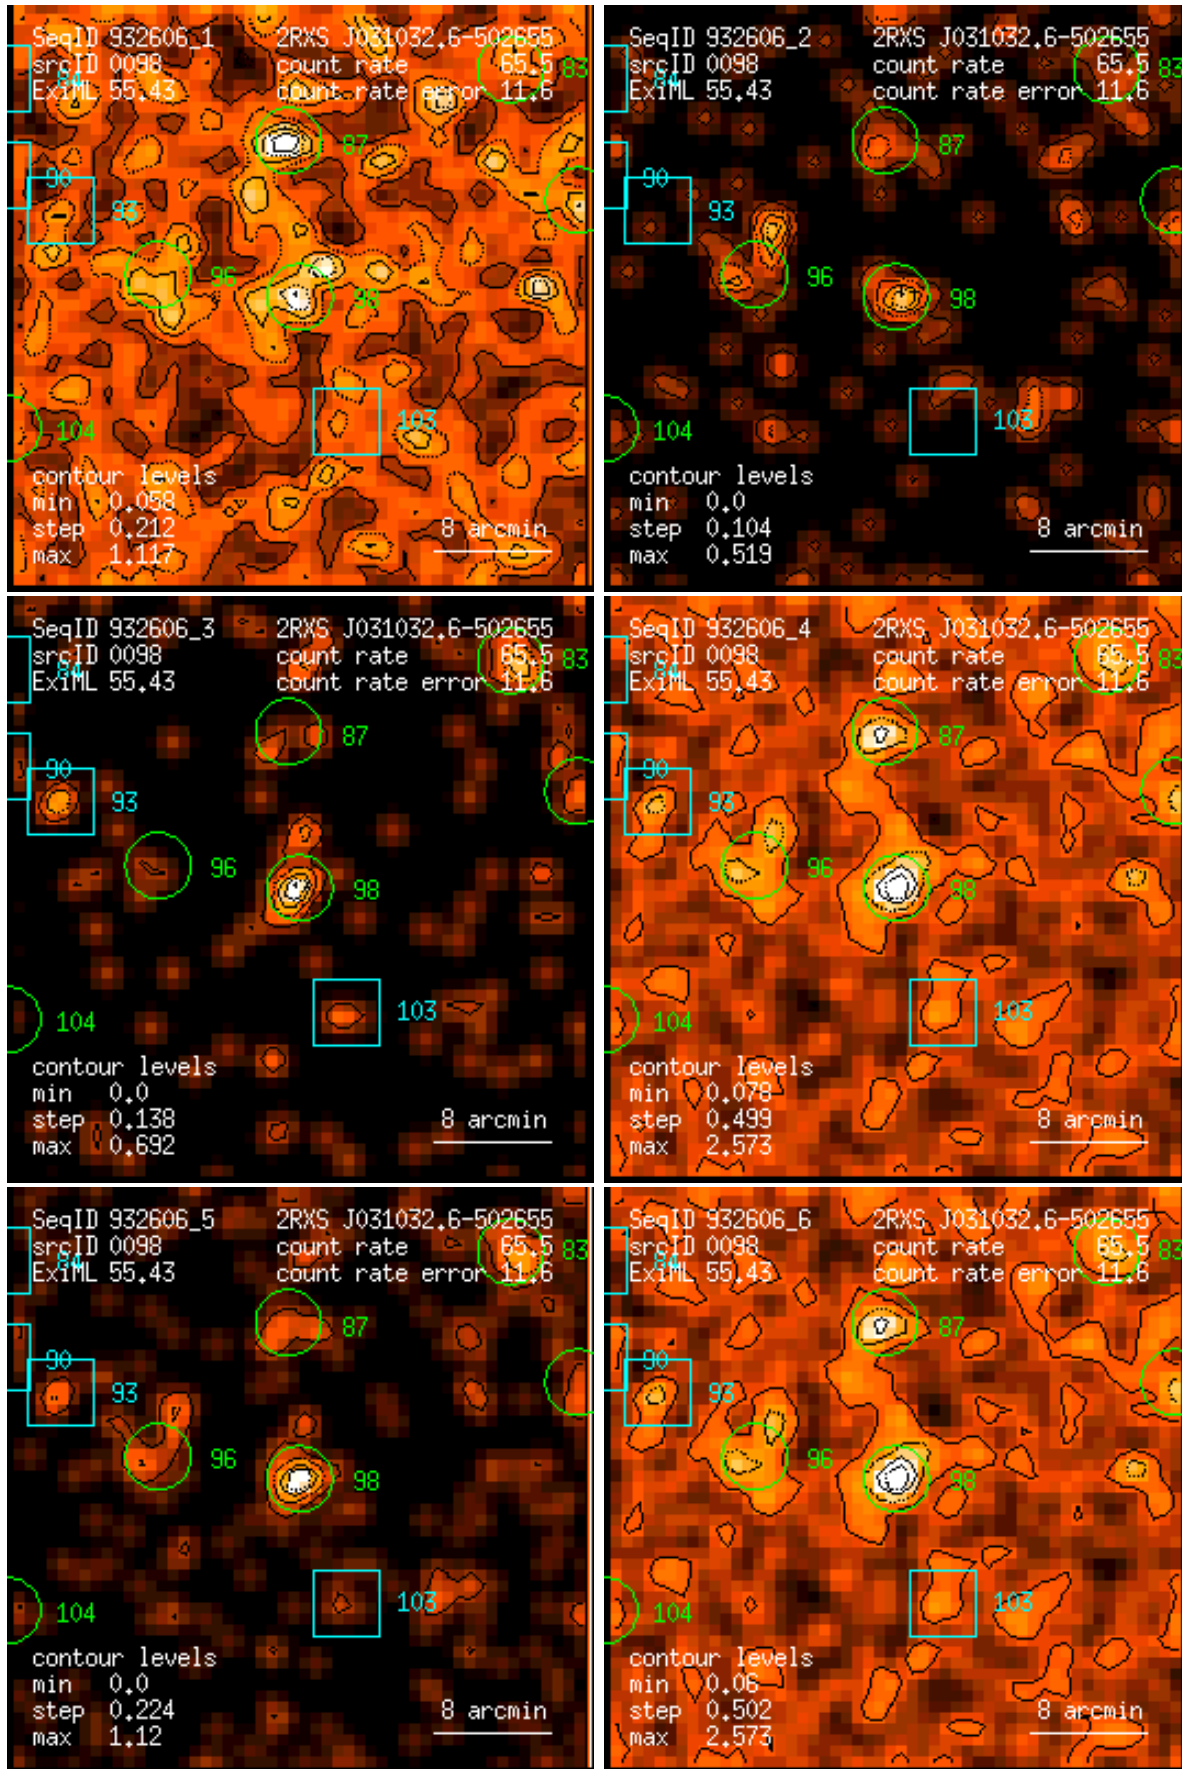 SeqID 932606_1 2RXS J031032.6-502655
srcID 0098 count rate 65.5 83
84
ExiML 55.43 count rate error 11.6
87
90
93
96
98
103
104
contour levels
min 0.058
step 0.212 8 arcmin
max 1.117
SeqID 932606_2 2RXS J031032.6-502655
srcID 0098 count rate 65.5 83
84
ExiML 55.43 count rate error 11.6
87
90
93
96
98
103
104
contour levels
min 0.0
step 0.104 8 arcmin
max 0.519
SeqID 932606_3 2RXS J031032.6-502655
srcID 0098 count rate 65.5 83
84
ExiML 55.43 count rate error 11.6
87
90
93
96
98
103
104
contour levels
min 0.0
step 0.138 8 arcmin
max 0.692
SeqID 932606_4 2RXS J031032.6-502655
srcID 0098 count rate 65.5 83
84
ExiML 55.43 count rate error 11.6
87
90
93
96
98
103
104
contour levels
min 0.078
step 0.499 8 arcmin
max 2.573
SeqID 932606_5 2RXS J031032.6-502655
srcID 0098 count rate 65.5 83
84
ExiML 55.43 count rate error 11.6
87
90
93
96
98
103
104
contour levels
min 0.0
step 0.224 8 arcmin
max 1.12
SeqID 932606_6 2RXS J031032.6-502655
srcID 0098 count rate 65.5 83
84
ExiML 55.43 count rate error 11.6
87
90
93
96
98
103
104
contour levels
min 0.06
step 0.502 8 arcmin
max 2.573